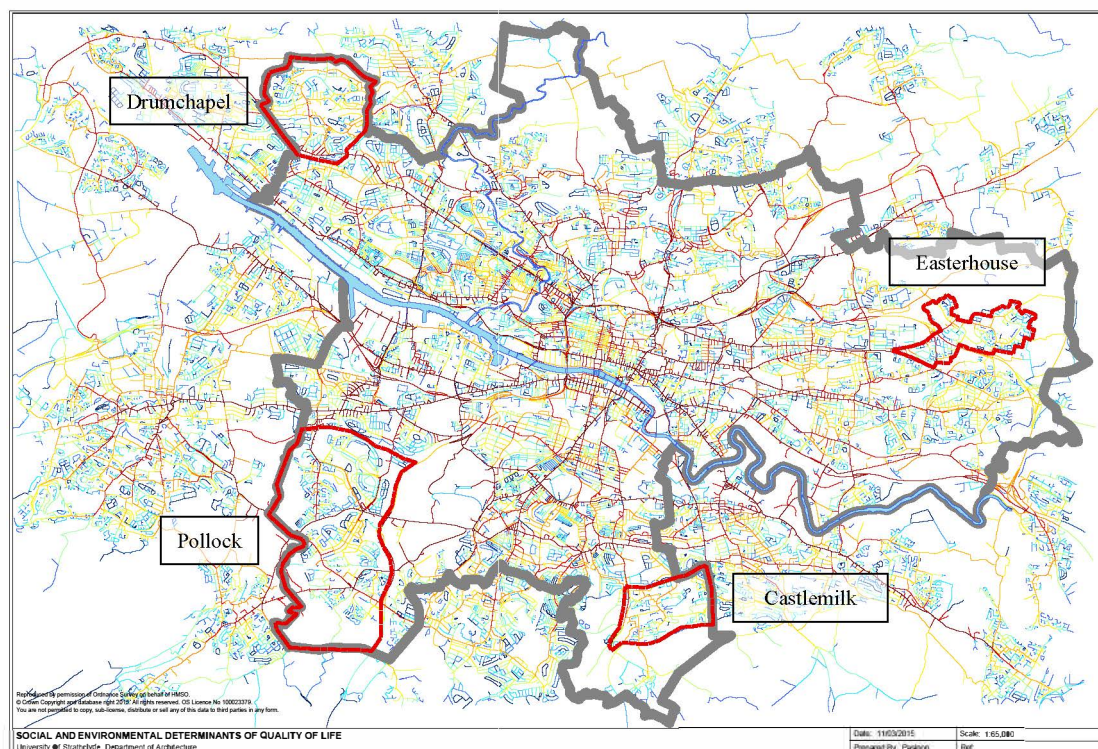 Drumchapel
Easterhouse
Pollock
Castlemilk
Reproduced by permission of Ordnance Survey on behalf of HMSO.
© Crown Copyright and database right 2015. All rights reserved. OS Licence No 100023379.
You are not permitted to copy, sub-license, distribute or sell any of this data to third parties in any form.
SOCIAL AND ENVIRONMENTAL DETERMINANTS OF QUALITY OF LIFE
University of Strathclyde, Department of Architecture
Date: 11/03/2015
Scale: 1:65,000
Prepared By:
Ref: